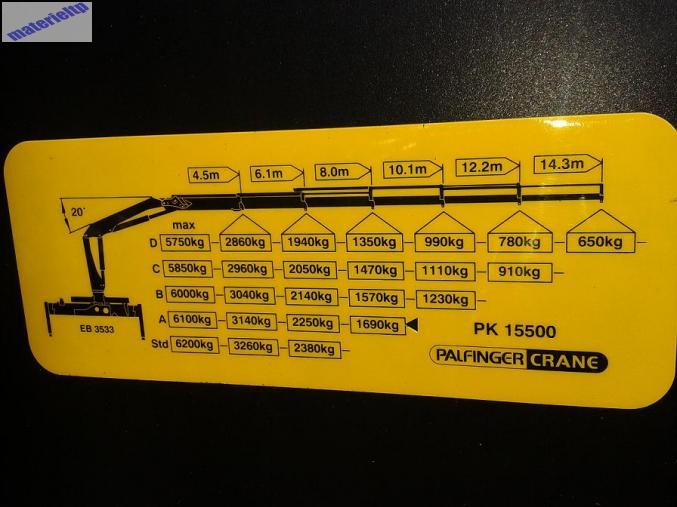 materieltp
4.5m 6.1m 8.0m 10.1m 12.2m 14.3m
20°
max
D 5750kg 2860kg 1940kg 1350kg 990kg 780kg 650kg
C 5850kg 2960kg 2050kg 1470kg 1110kg 910kg
B 6000kg 3040kg 2140kg 1570kg 1230kg
A 6100kg 3140kg 2250kg 1690kg
Std 6200kg 3260kg 2380kg
EB 3533
PK 15500
PALFINGER CRANE